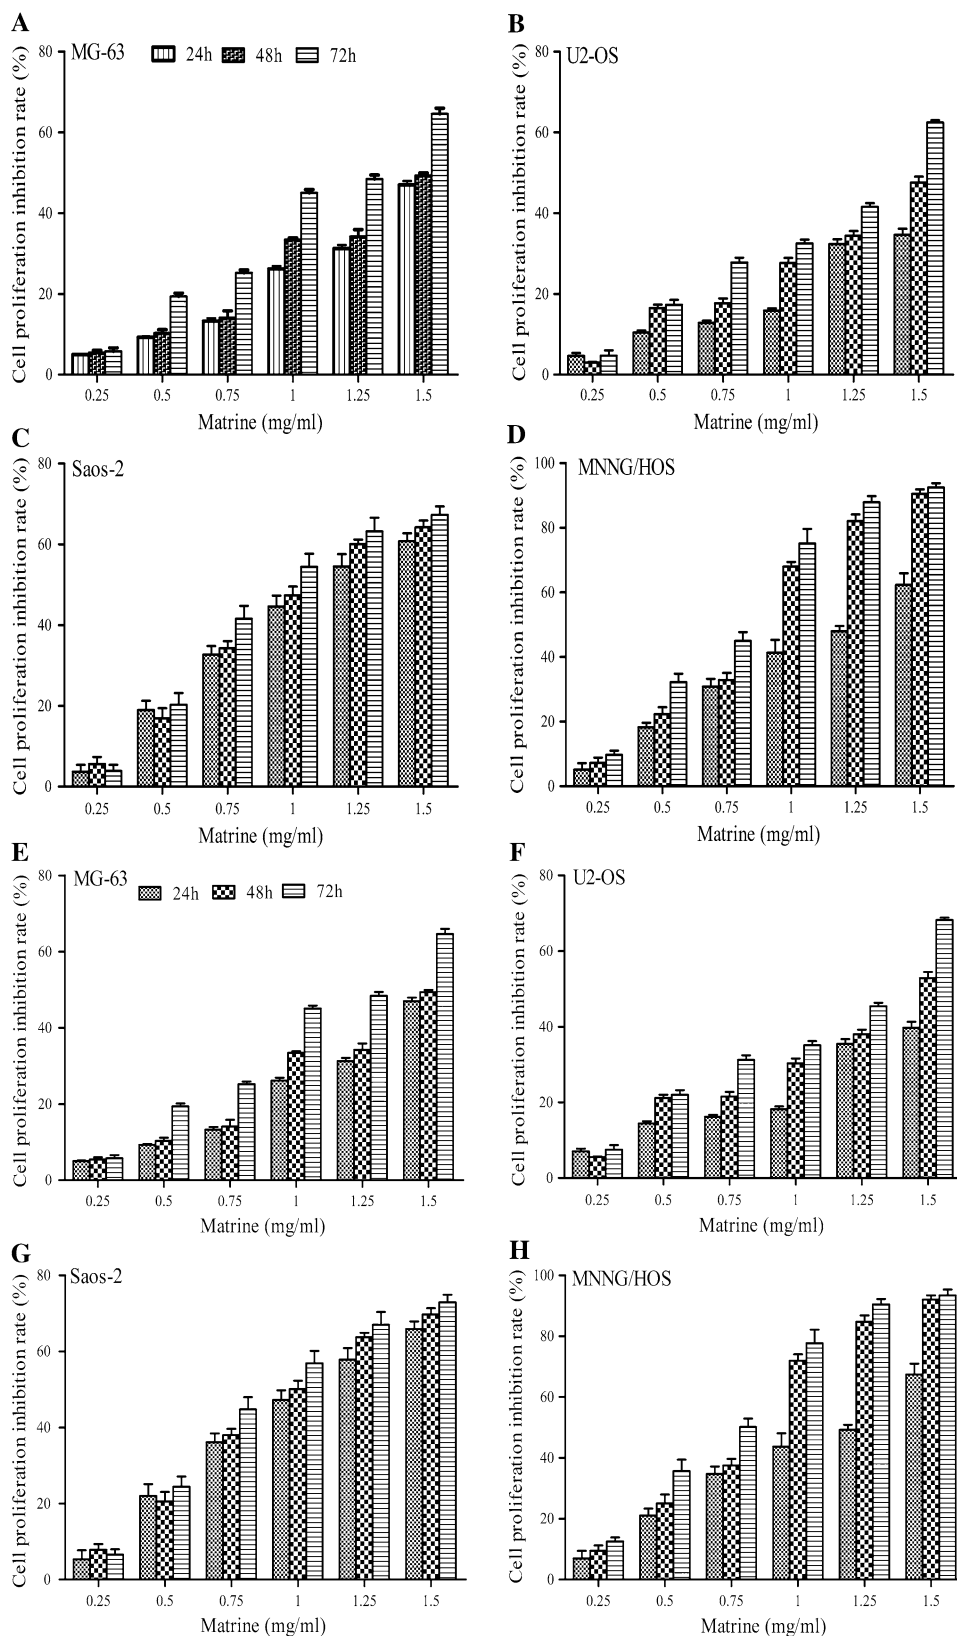 A
MG-63
24h
48h
72h
Cell proliferation inhibition rate (%)
80
60
40
20
0
0.25 0.5 0.75 1 1.25 1.5
Matrine (mg/ml)
B
U2-OS
Cell proliferation inhibition rate (%)
80
60
40
20
0
0.25 0.5 0.75 1 1.25 1.5
Matrine (mg/ml)
C
Saos-2
Cell proliferation inhibition rate (%)
80
60
40
20
0
0.25 0.5 0.75 1 1.25 1.5
Matrine (mg/ml)
D
MNNG/HOS
Cell proliferation inhibition rate (%)
100
80
60
40
20
0
0.25 0.5 0.75 1 1.25 1.5
Matrine (mg/ml)
E
MG-63
24h
48h
72h
Cell proliferation inhibition rate (%)
80
60
40
20
0
0.25 0.5 0.75 1 1.25 1.5
Matrine (mg/ml)
F
U2-OS
Cell proliferation inhibition rate (%)
80
60
40
20
0
0.25 0.5 0.75 1 1.25 1.5
Matrine (mg/ml)
G
Saos-2
Cell proliferation inhibition rate (%)
80
60
40
20
0
0.25 0.5 0.75 1 1.25 1.5
Matrine (mg/ml)
H
MNNG/HOS
Cell proliferation inhibition rate (%)
100
80
60
40
20
0
0.25 0.5 0.75 1 1.25 1.5
Matrine (mg/ml)